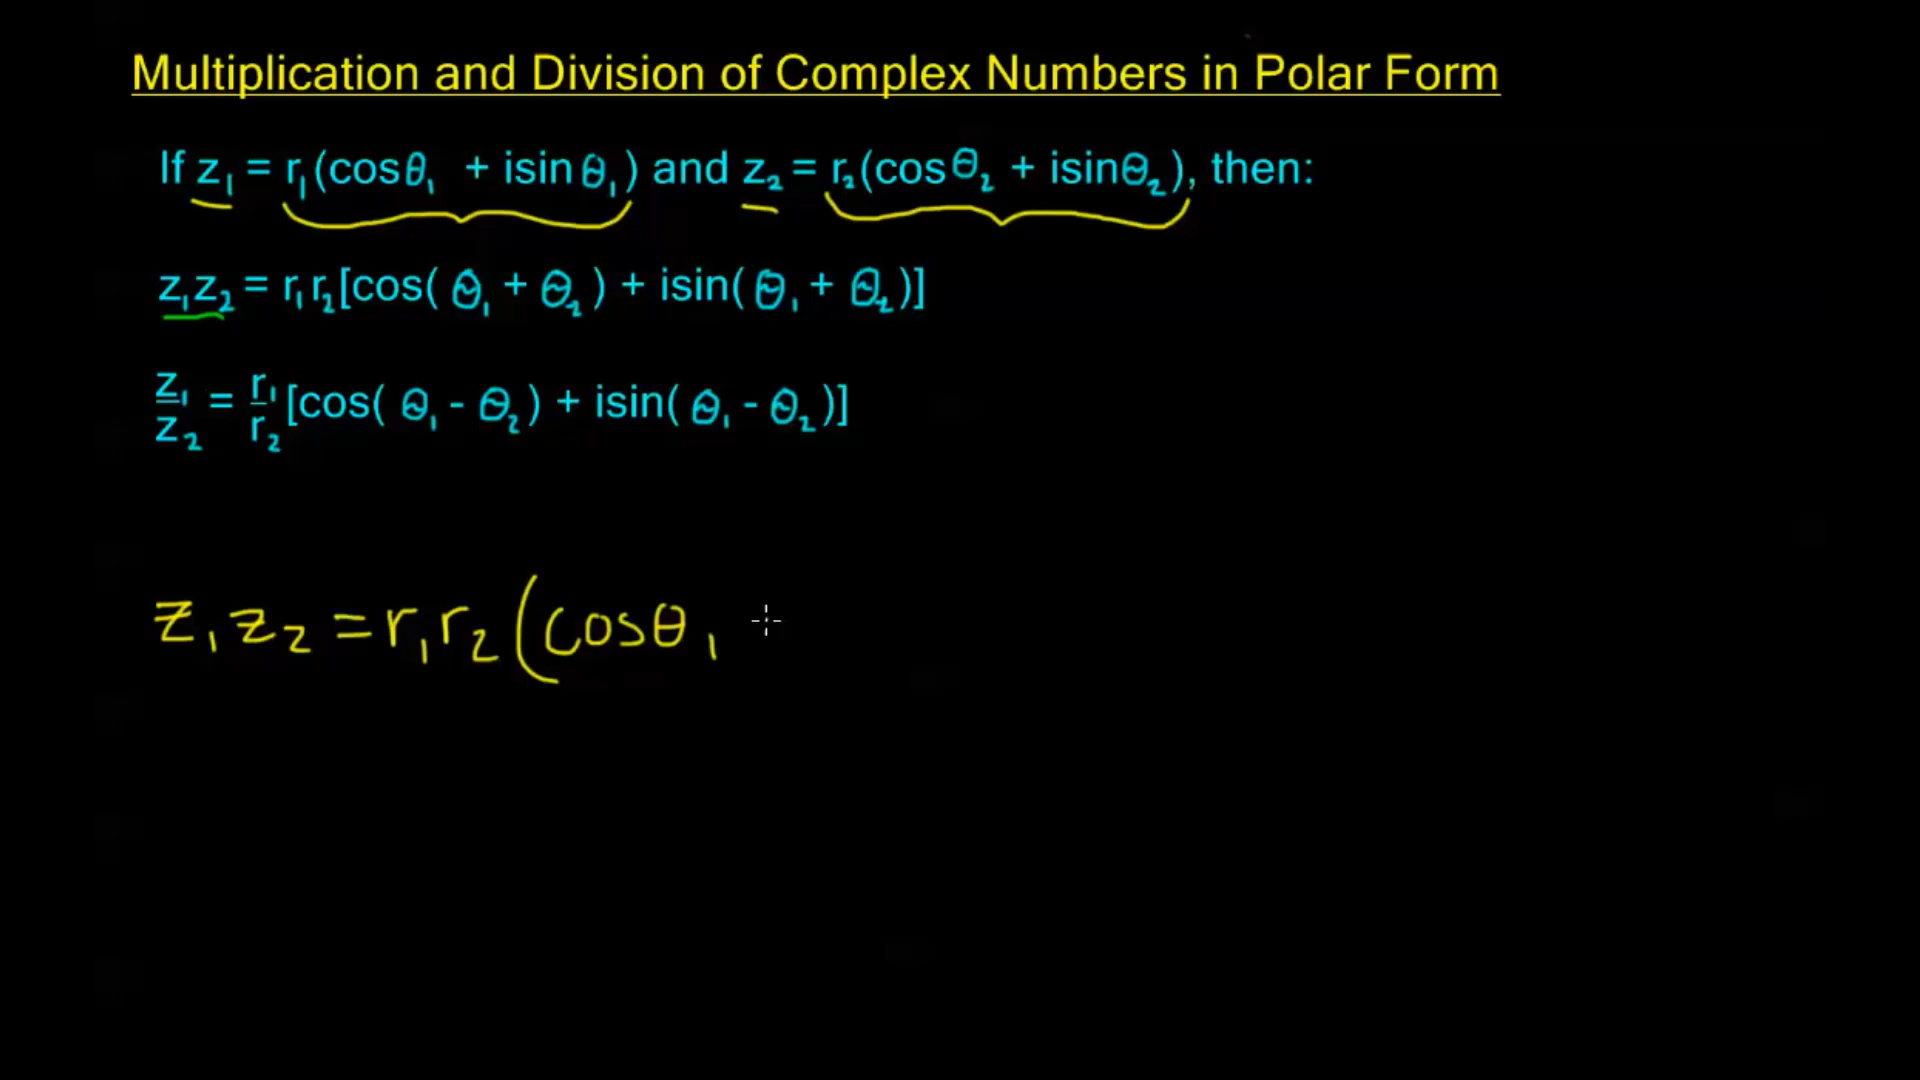 Multiplication and Division of Complex Numbers in Polar Form
If z₁ = r₁(cosθ₁ + isinθ₁) and z₂ = r₂(cosθ₂ + isinθ₂), then:
z₁z₂ = r₁r₂[cos(θ₁ + θ₂) + isin(θ₁ + θ₂)]
z₁/z₂ = r₁/r₂ [cos(θ₁ - θ₂) + isin(θ₁ - θ₂)]
z₁z₂ = r₁r₂(cosθ₁